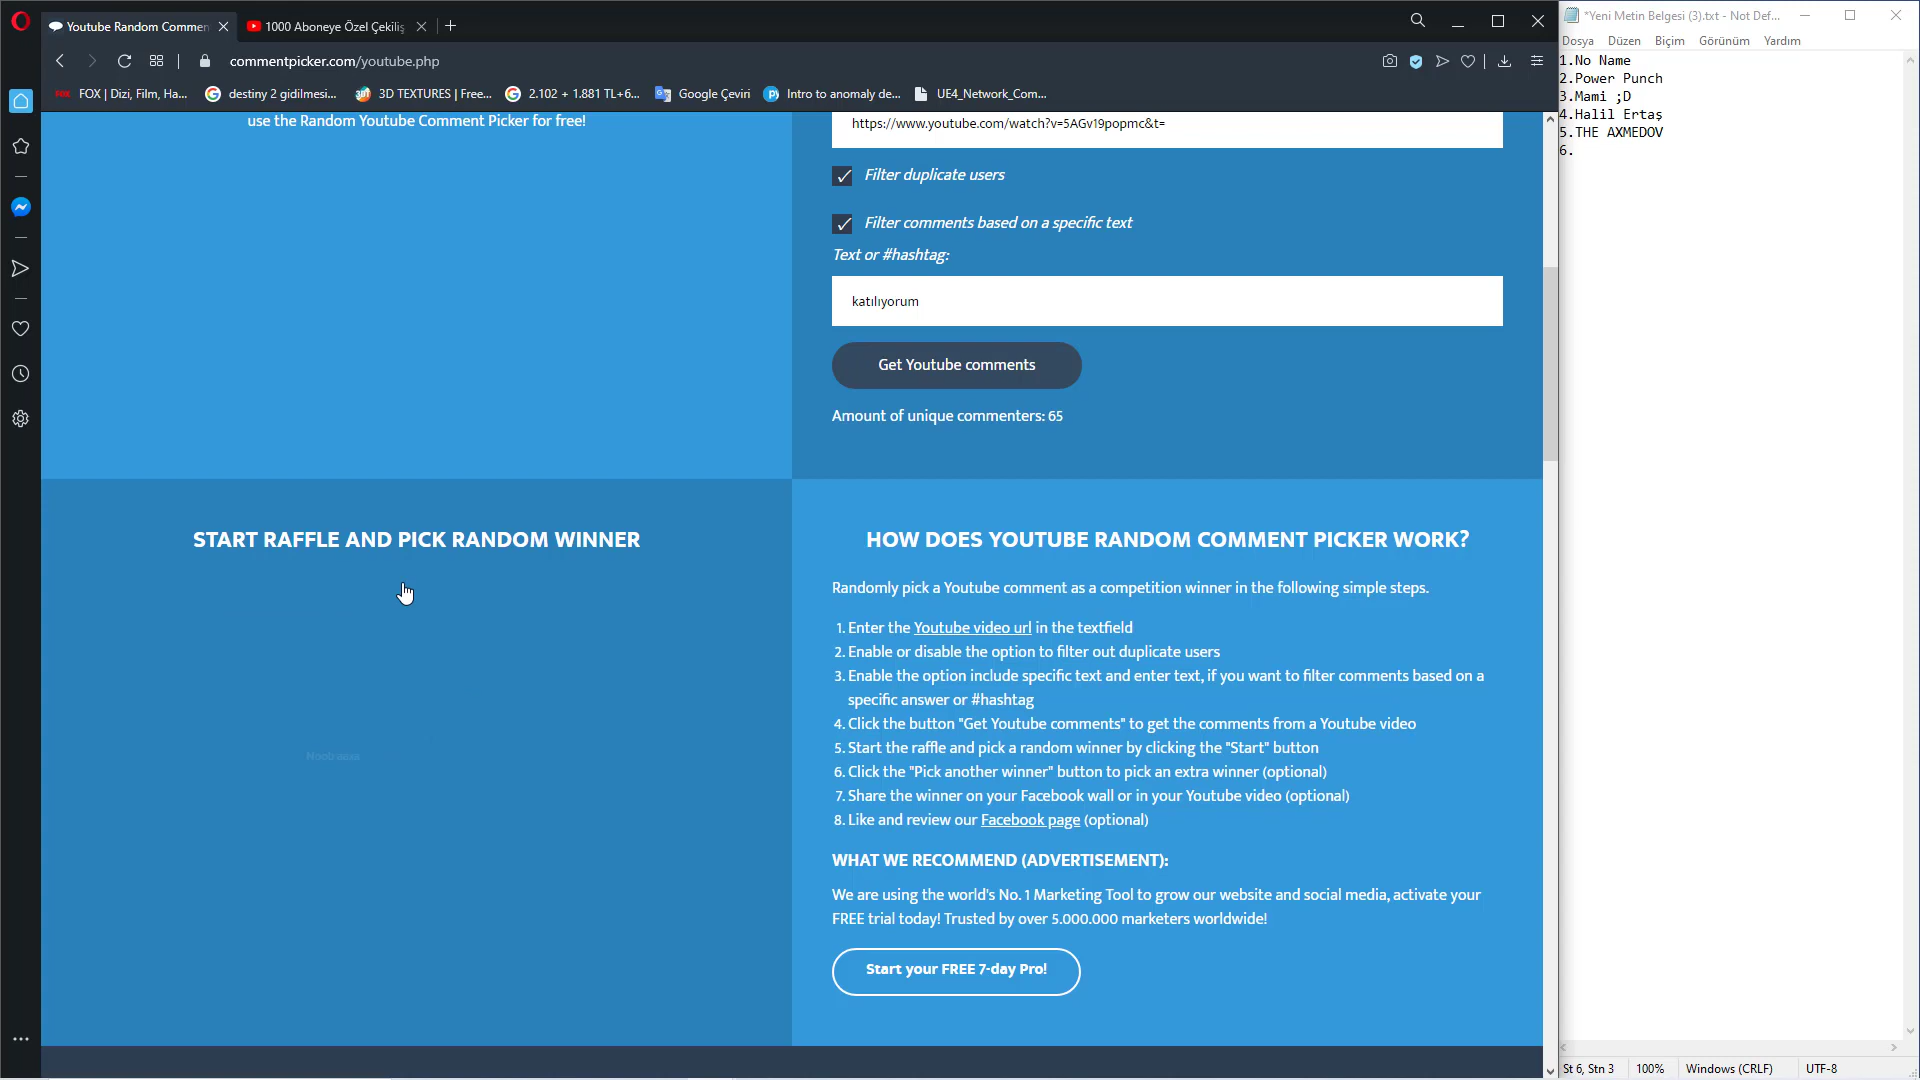 Youtube Random Commen
1000 Aboneye Özel Çekiliş
commentpicker.com/youtube.php
FOX | Dizi, Film, Ha...
destiny 2 gidilmesi...
3D TEXTURES | Free...
2.102 + 1.881 TL+6...
Google Çeviri
Intro to anomaly de...
UE4_Network_Com...
use the Random Youtube Comment Picker for free!
https://www.youtube.com/watch?v=5AGv19popmc&t=
Filter duplicate users
Filter comments based on a specific text
Text or #hashtag:
katılıyorum
Get Youtube comments
Amount of unique commenters: 65
START RAFFLE AND PICK RANDOM WINNER
HOW DOES YOUTUBE RANDOM COMMENT PICKER WORK?
Randomly pick a Youtube comment as a competition winner in the following simple steps.
1. Enter the Youtube video url in the textfield
2. Enable or disable the option to filter out duplicate users
3. Enable the option include specific text and enter text, if you want to filter comments based on a
specific answer or #hashtag
4. Click the button "Get Youtube comments" to get the comments from a Youtube video
5. Start the raffle and pick a random winner by clicking the "Start" button
6. Click the "Pick another winner" button to pick an extra winner (optional)
7. Share the winner on your Facebook wall or in your Youtube video (optional)
8. Like and review our Facebook page (optional)
WHAT WE RECOMMEND (ADVERTISEMENT):
We are using the world's No. 1 Marketing Tool to grow our website and social media, activate your
FREE trial today! Trusted by over 5.000.000 marketers worldwide!
Start your FREE 7-day Pro!
*Yeni Metin Belgesi (3).txt - Not Def...
Dosya Düzen Biçim Görünüm Yardım
1.No Name
2.Power Punch
3.Mami ;D
4.Halil Ertaş
5.THE AXMEDOV
6.
St 6, Stn 3
100%
Windows (CRLF)
UTF-8